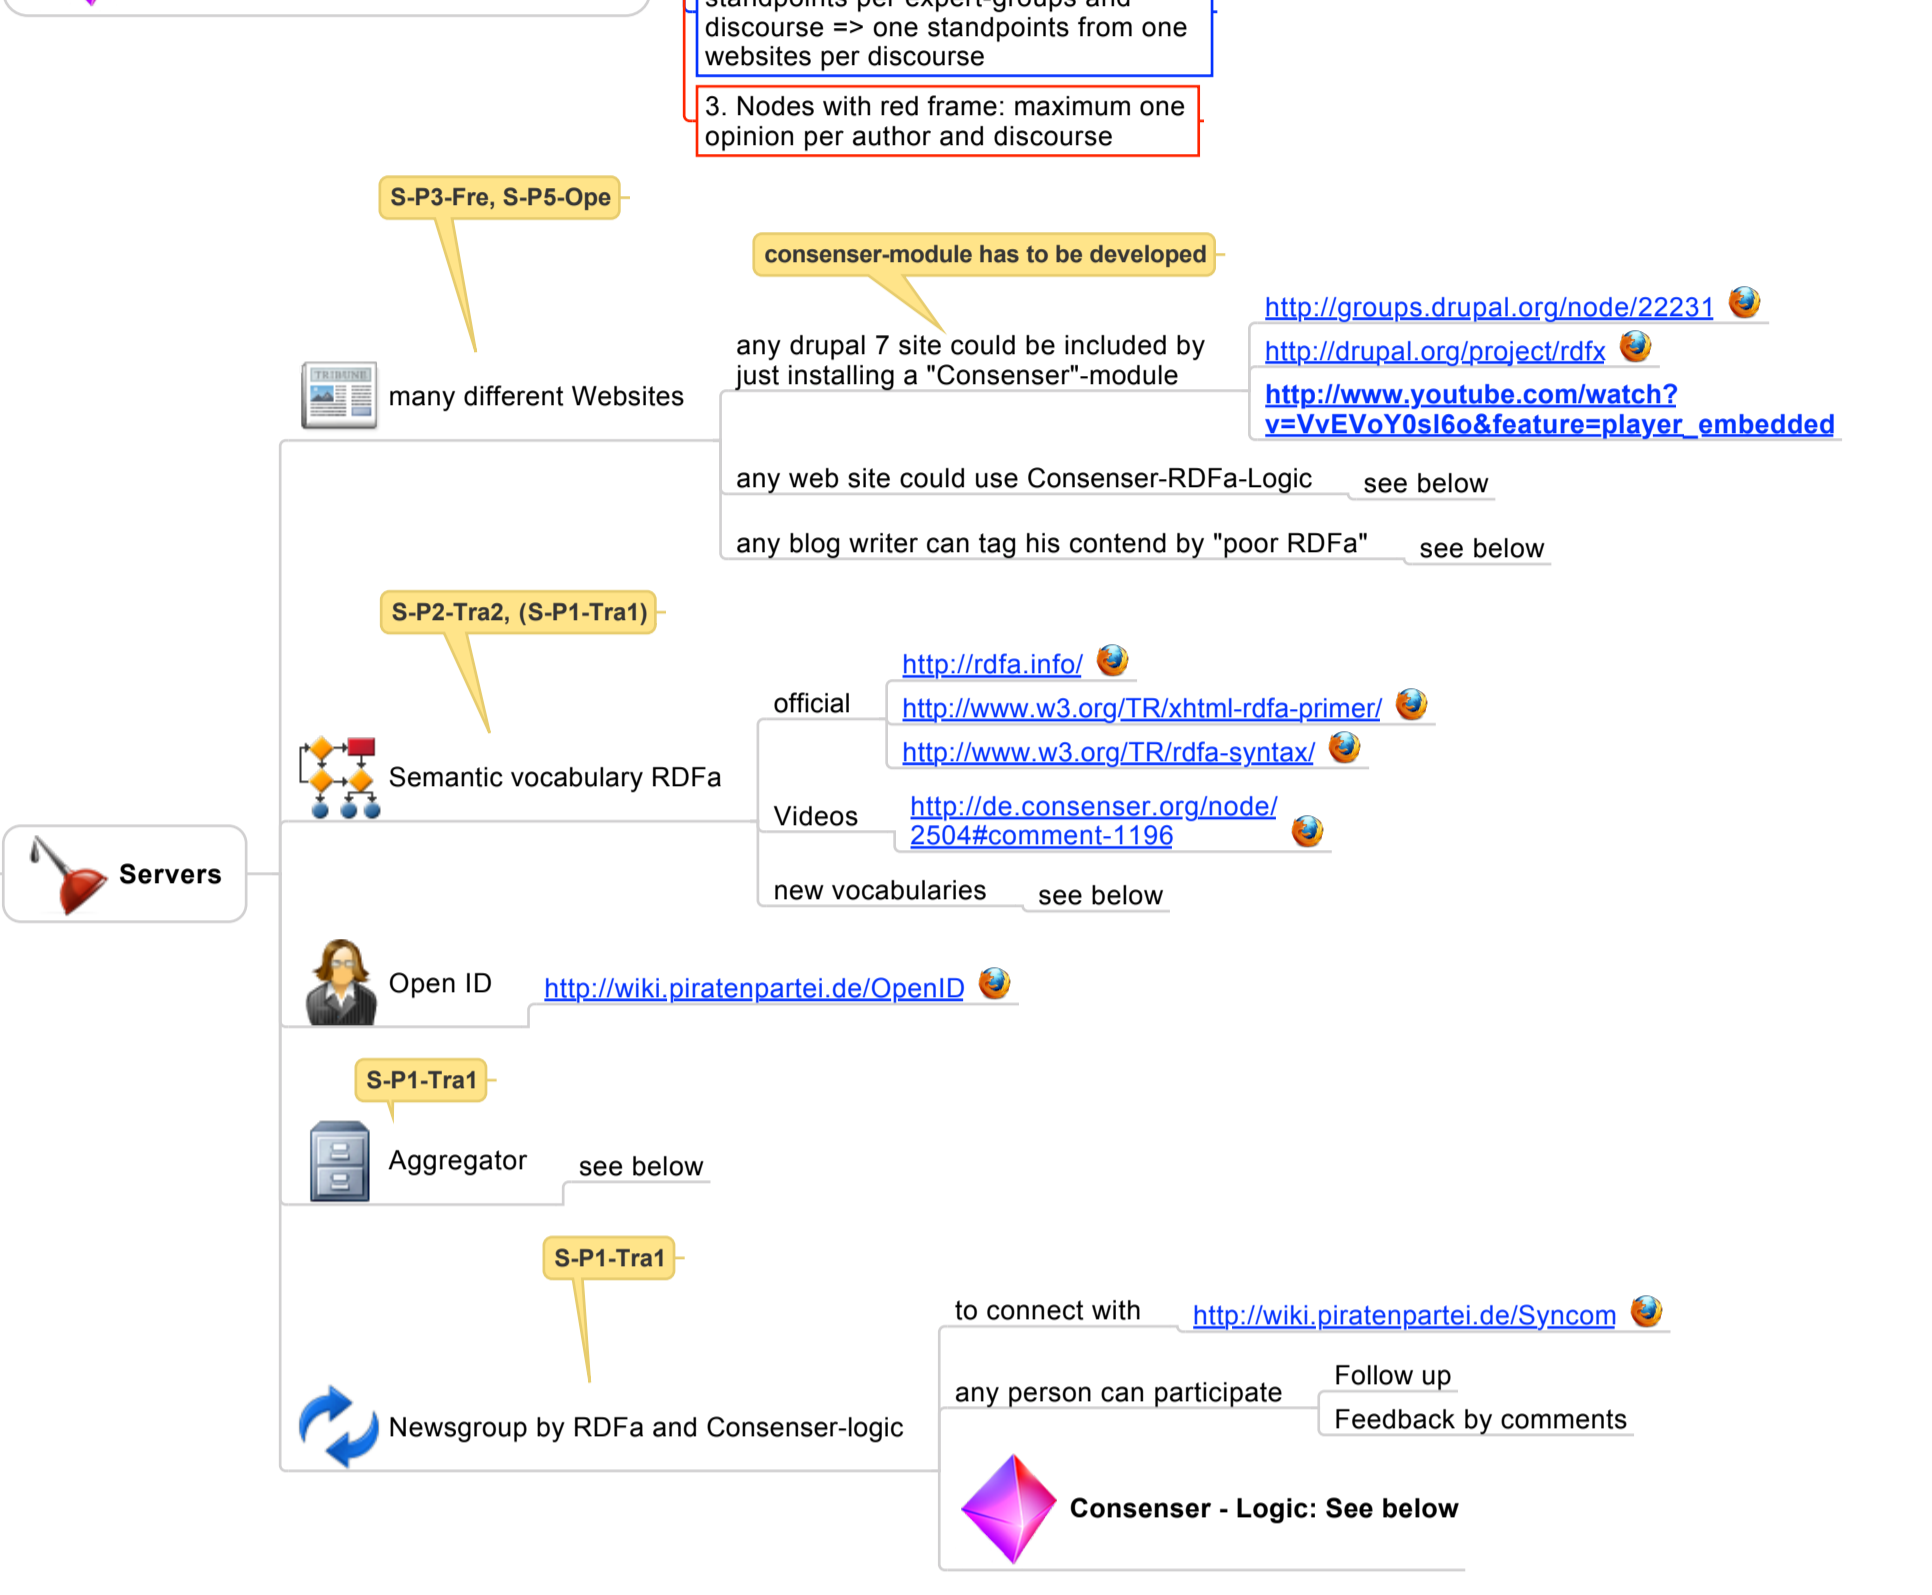 standpoints per expert-groups and
discourse => one standpoints from one
websites per discourse
3. Nodes with red frame: maximum one
opinion per author and discourse
S-P3-Fre, S-P5-Ope
consenser-module has to be developed
TRIBUNE
many different Websites
any drupal 7 site could be included by
just installing a "Consenser"-module
http://groups.drupal.org/node/22231
http://drupal.org/project/rdfx
http://www.youtube.com/watch?
v=VvEVoY0sl6o&feature=player_embedded
any web site could use Consenser-RDFa-Logic
see below
any blog writer can tag his contend by "poor RDFa"
see below
S-P2-Tra2, (S-P1-Tra1)
Semantic vocabulary RDFa
official
http://rdfa.info/
http://www.w3.org/TR/xhtml-rdfa-primer/
http://www.w3.org/TR/rdfa-syntax/
Videos
http://de.consenser.org/node/
2504#comment-1196
new vocabularies
see below
Servers
Open ID
http://wiki.piratenpartei.de/OpenID
S-P1-Tra1
Aggregator
see below
S-P1-Tra1
Newsgroup by RDFa and Consenser-logic
to connect with
http://wiki.piratenpartei.de/Syncom
any person can participate
Follow up
Feedback by comments
Consenser - Logic: See below